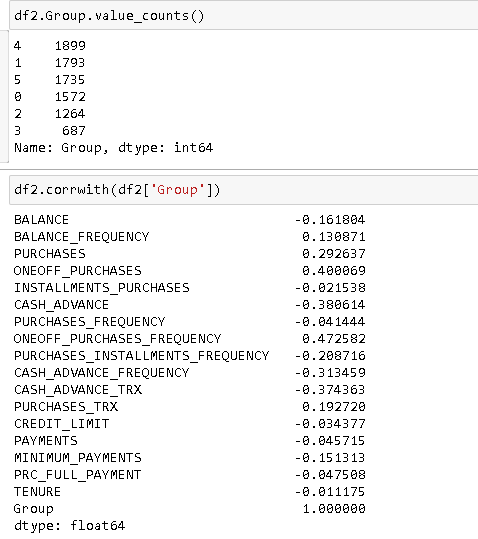 df2.Group.value_counts()
4    1899
1    1793
5    1735
0    1572
2    1264
3     687
Name: Group, dtype: int64
df2.corrwith(df2['Group'])
BALANCE                            -0.161804
BALANCE_FREQUENCY                   0.130871
PURCHASES                           0.292637
ONEOFF_PURCHASES                    0.400069
INSTALLMENTS_PURCHASES             -0.021538
CASH_ADVANCE                       -0.380614
PURCHASES_FREQUENCY                -0.041444
ONEOFF_PURCHASES_FREQUENCY          0.472582
PURCHASES_INSTALLMENTS_FREQUENCY   -0.208716
CASH_ADVANCE_FREQUENCY             -0.313459
CASH_ADVANCE_TRX                   -0.374363
PURCHASES_TRX                       0.192720
CREDIT_LIMIT                       -0.034377
PAYMENTS                           -0.045715
MINIMUM_PAYMENTS                   -0.151313
PRC_FULL_PAYMENT                   -0.047508
TENURE                             -0.011175
Group                               1.000000
dtype: float64